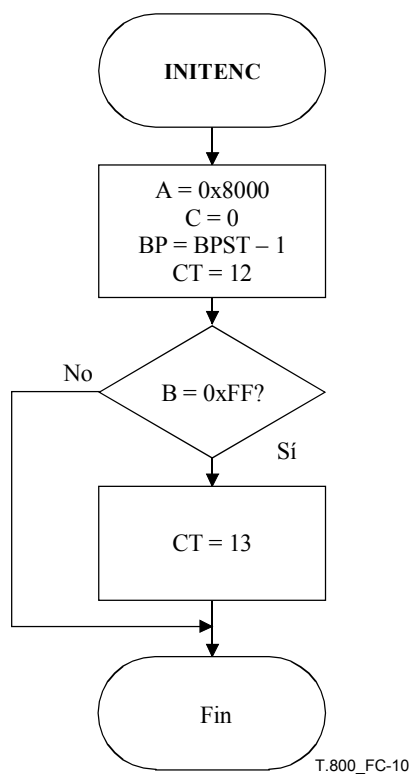 INITENC
A = 0x8000
C = 0
BP = BPST – 1
CT = 12
No
B = 0xFF?
Sí
CT = 13
Fin
T.800_FC-10